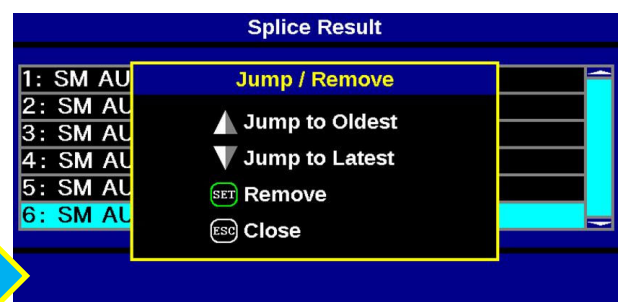 Splice Result
Jump / Remove
1: SM AU
2: SM AU
3: SM AU
4: SM AU
5: SM AU
6: SM AU
Jump to Oldest
Jump to Latest
SET Remove
ESC Close